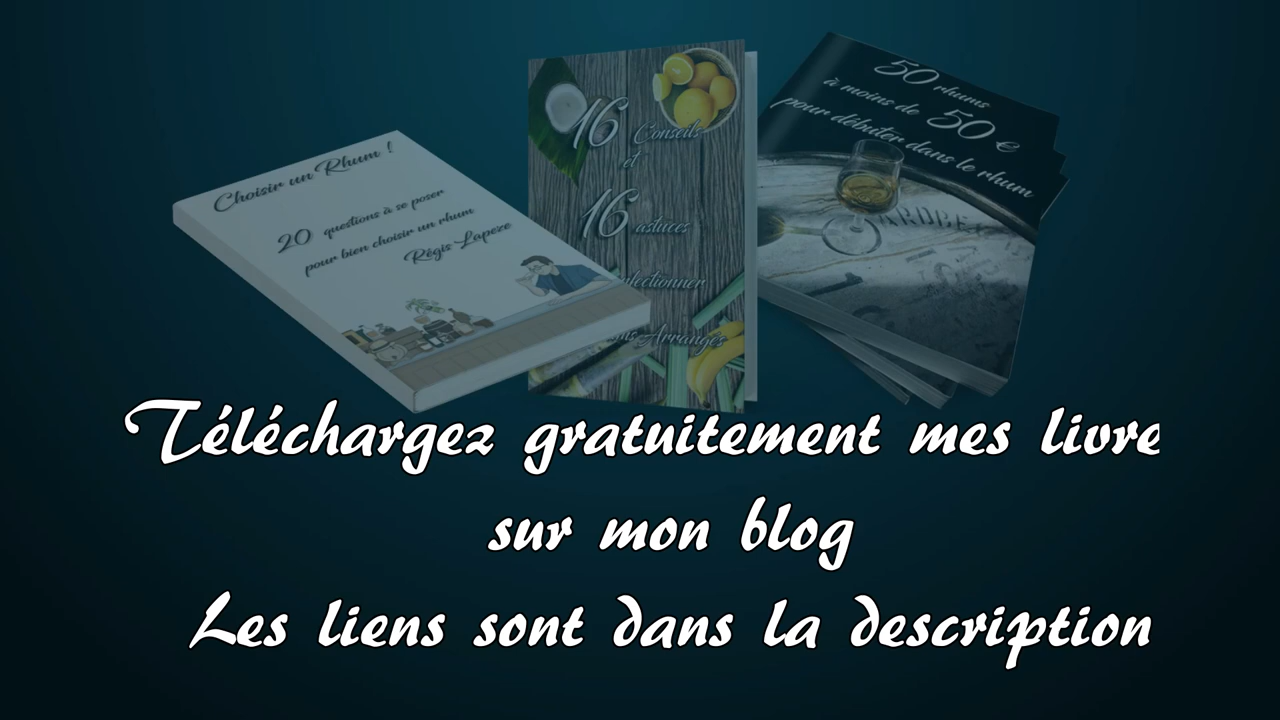 Choisir un Rhum !
20 questions à se poser
pour bien choisir un rhum
Régis Lapeze
16 Conseils
et
16 astuces
50 rhums
à moins de 50 €
pour débuter dans le rhum
Téléchargez gratuitement mes livre
sur mon blog
Les liens sont dans la description